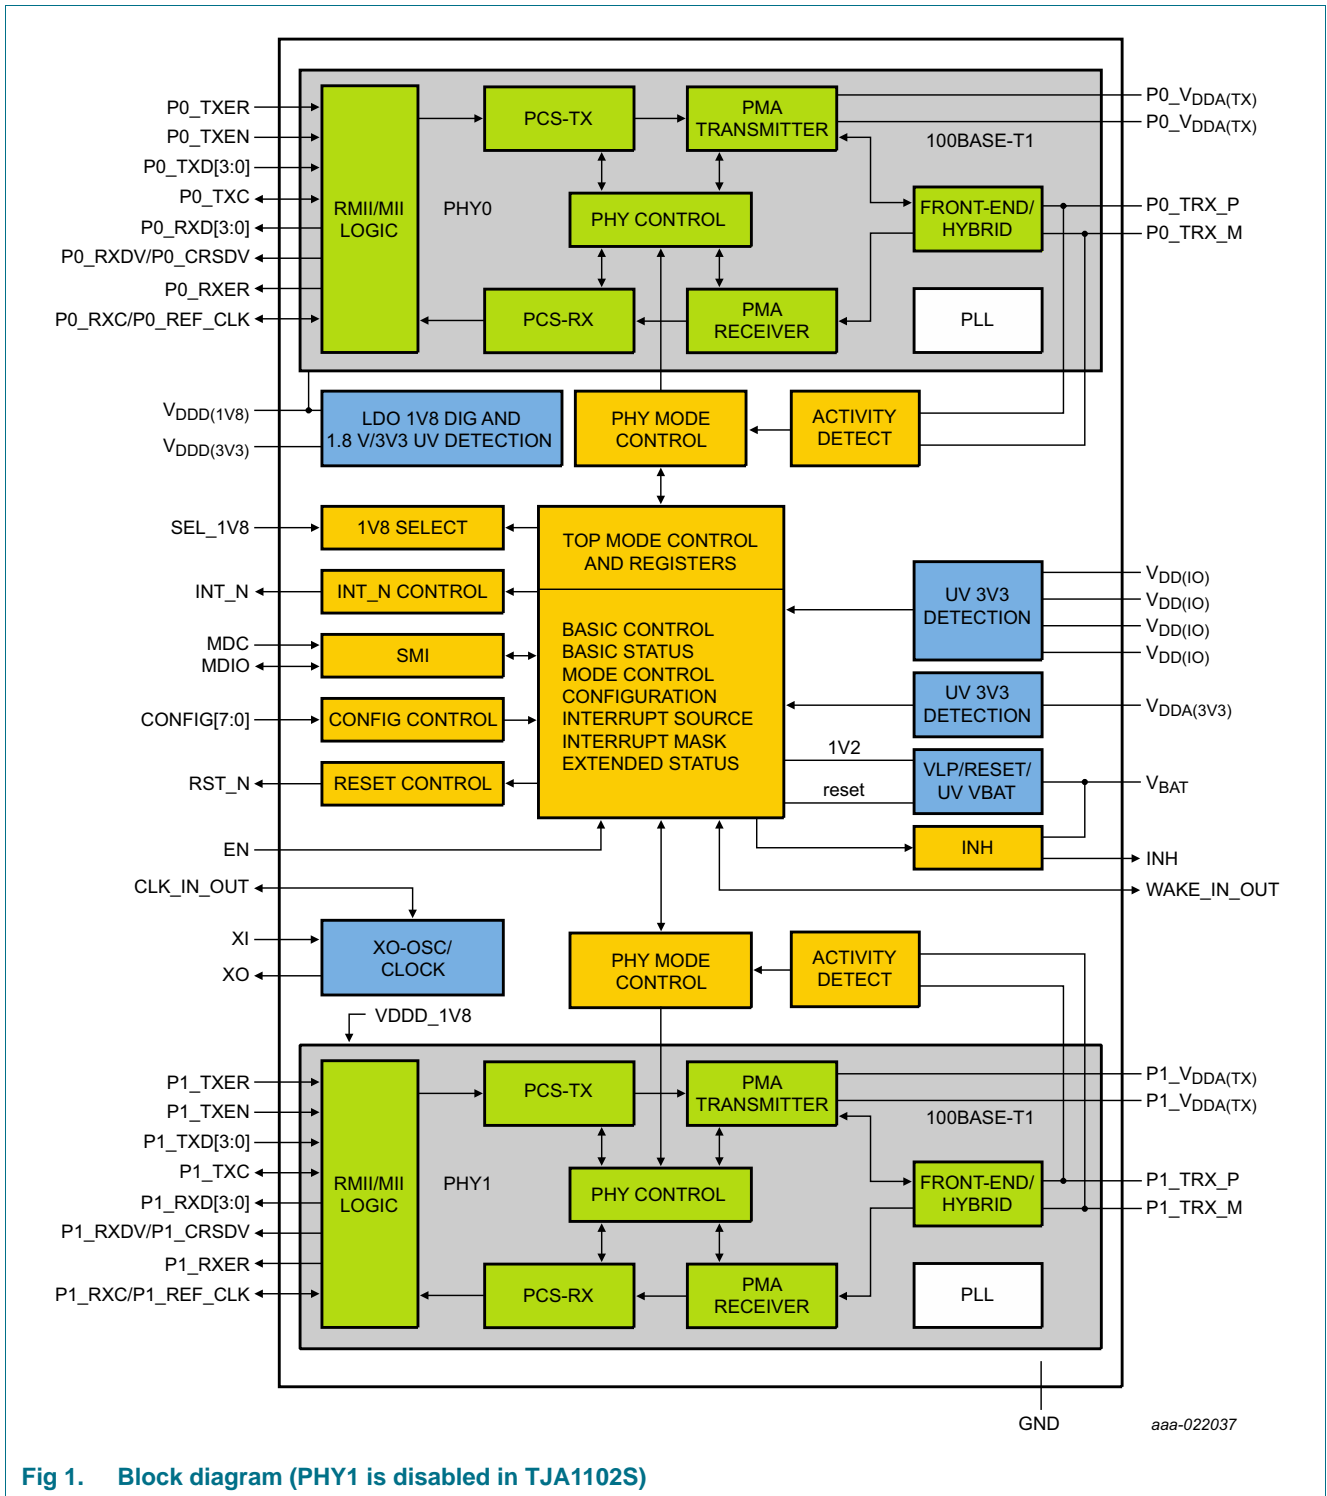 P0_TXER
P0_TXEN
P0_TXD[3:0]
P0_TXC
P0_RXD[3:0]
P0_RXDV/P0_CRSDV
P0_RXER
P0_RXC/P0_REF_CLK
RMII/MII
LOGIC
PHY0
PCS-TX
PMA
TRANSMITTER
PHY CONTROL
PCS-RX
PMA
RECEIVER
100BASE-T1
FRONT-END/
HYBRID
PLL
P0_VDDA(TX)
P0_VDDA(TX)
P0_TRX_P
P0_TRX_M
VDDD(1V8)
VDDD(3V3)
LDO 1V8 DIG AND
1.8 V/3V3 UV DETECTION
PHY MODE
CONTROL
ACTIVITY
DETECT
SEL_1V8
1V8 SELECT
INT_N
INT_N CONTROL
MDC
MDIO
SMI
CONFIG[7:0]
CONFIG CONTROL
RST_N
RESET CONTROL
EN
TOP MODE CONTROL
AND REGISTERS
BASIC CONTROL
BASIC STATUS
MODE CONTROL
CONFIGURATION
INTERRUPT SOURCE
INTERRUPT MASK
EXTENDED STATUS
UV 3V3
DETECTION
VDD(IO)
VDD(IO)
VDD(IO)
VDD(IO)
UV 3V3
DETECTION
VDDA(3V3)
1V2
reset
VLP/RESET/
UV VBAT
VBAT
INH
INH
WAKE_IN_OUT
CLK_IN_OUT
XI
XO
XO-OSC/
CLOCK
PHY MODE
CONTROL
ACTIVITY
DETECT
VDDD_1V8
P1_TXER
P1_TXEN
P1_TXD[3:0]
P1_TXC
P1_RXD[3:0]
P1_RXDV/P1_CRSDV
P1_RXER
P1_RXC/P1_REF_CLK
RMII/MII
LOGIC
PHY1
PCS-TX
PMA
TRANSMITTER
PHY CONTROL
PCS-RX
PMA
RECEIVER
100BASE-T1
FRONT-END/
HYBRID
PLL
P1_VDDA(TX)
P1_VDDA(TX)
P1_TRX_P
P1_TRX_M
GND
aaa-022037
Fig 1. Block diagram (PHY1 is disabled in TJA1102S)